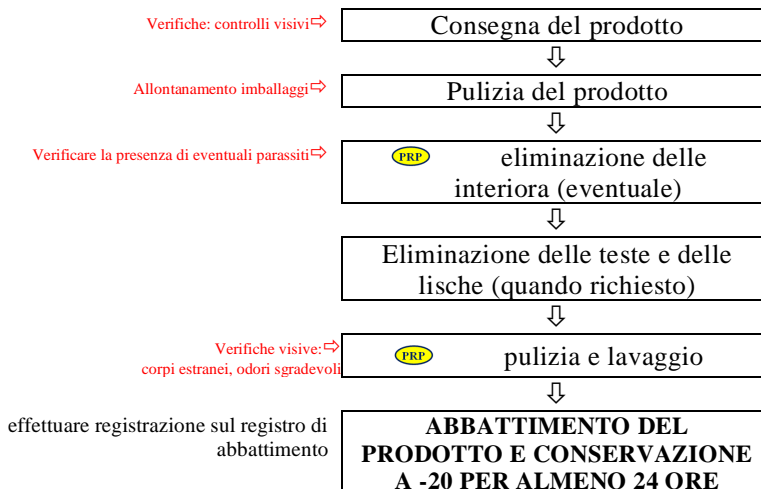 Verifiche: controlli visivi⇨
Consegna del prodotto
Allontanamento imballaggi⇨
Pulizia del prodotto
Verificare la presenza di eventuali parassiti⇨
PRP eliminazione delle
interiora (eventuale)
Eliminazione delle teste e delle
lische (quando richiesto)
Verifiche visive:⇨
corpi estranei, odori sgradevoli
PRP pulizia e lavaggio
effettuare registrazione sul registro di
abbattimento
ABBATTIMENTO DEL
PRODOTTO E CONSERVAZIONE
A -20 PER ALMENO 24 ORE